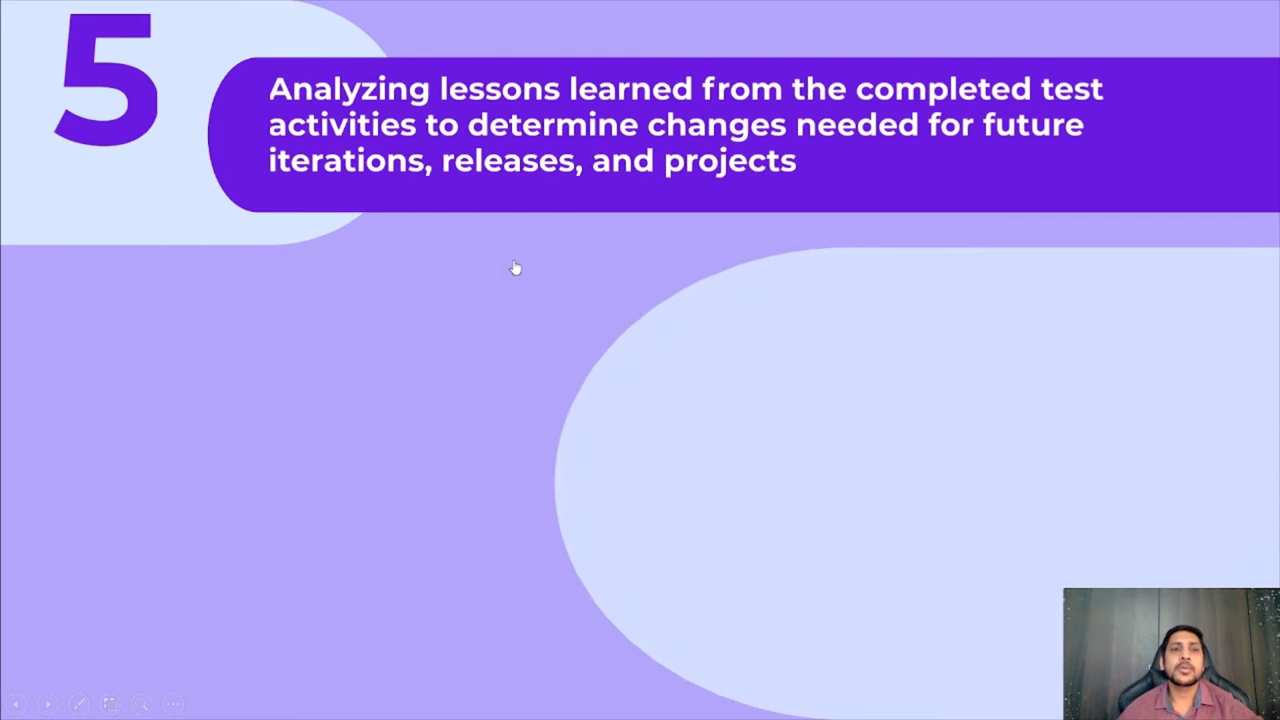 5
Analyzing lessons learned from the completed test
activities to determine changes needed for future
iterations, releases, and projects